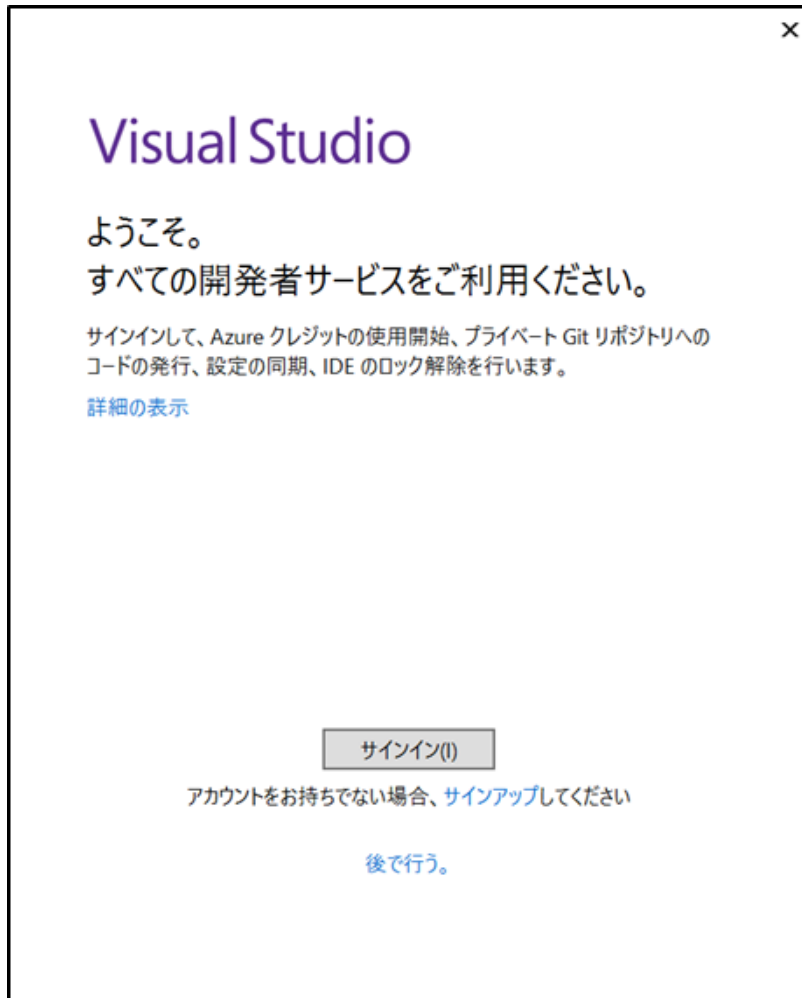 Visual Studio
ようこそ。
すべての開発者サービスをご利用ください。
サインインして、Azure クレジットの使用開始、プライベート Git リポジトリへの
コードの発行、設定の同期、IDE のロック解除を行います。
詳細の表示
サインイン(I)
アカウントをお持ちでない場合、サインアップしてください
後で行う。